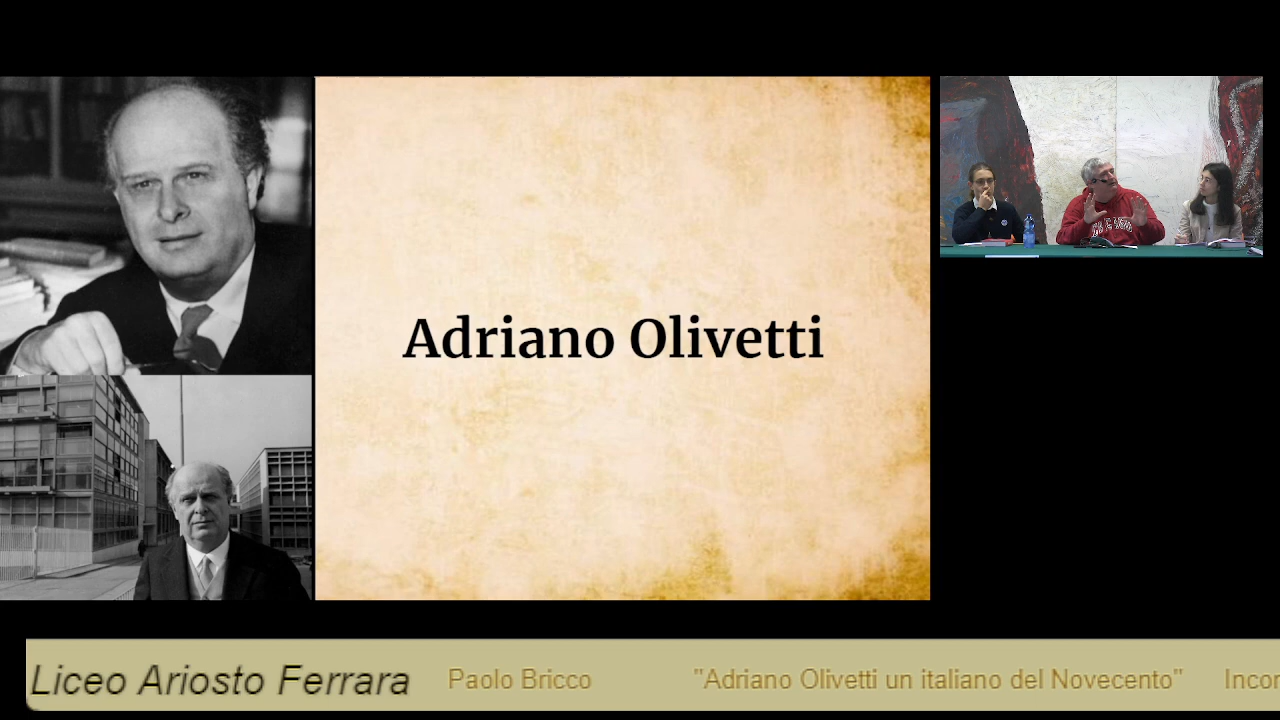 Adriano Olivetti
Liceo Ariosto Ferrara Paolo Bricco "Adriano Olivetti un italiano del Novecento" Incor